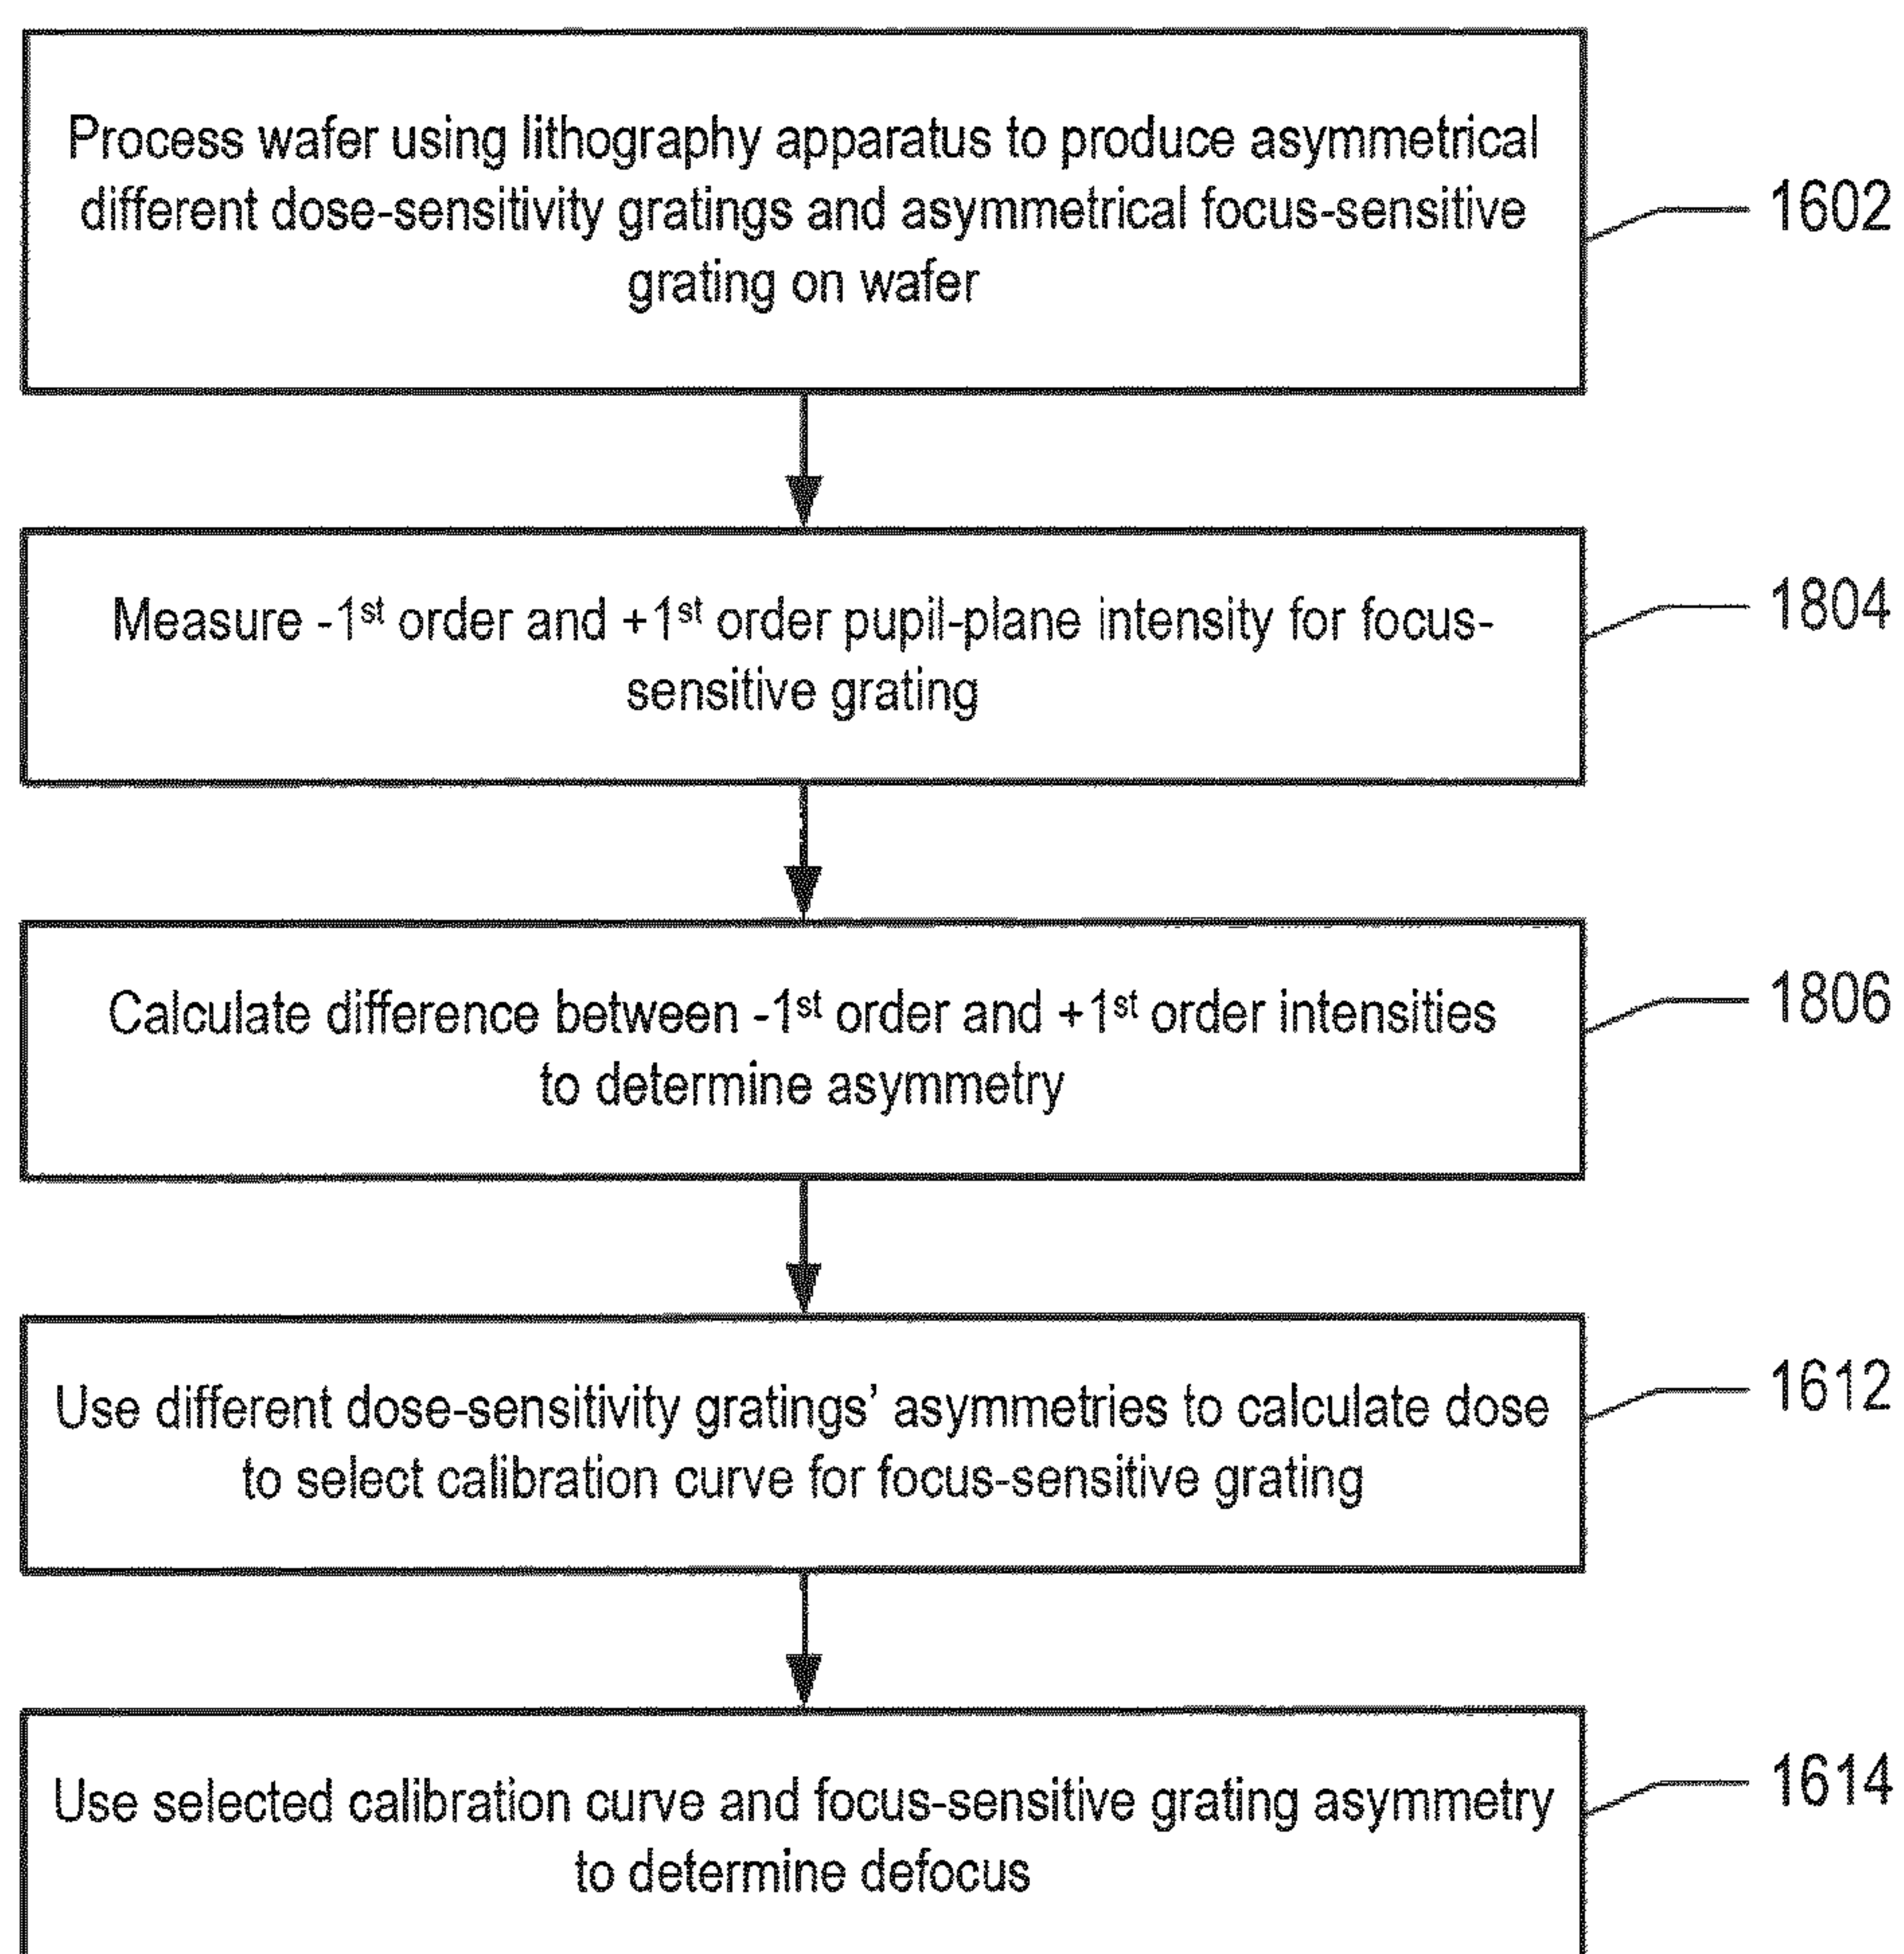 Process wafer using lithography apparatus to produce asymmetrical
different dose-sensitivity gratings and asymmetrical focus-sensitive
grating on wafer
1602
Measure -1st order and +1st order pupil-plane intensity for focus-
sensitive grating
1804
Calculate difference between -1st order and +1st order intensities
to determine asymmetry
1806
Use different dose-sensitivity gratings’ asymmetries to calculate dose
to select calibration curve for focus-sensitive grating
1612
Use selected calibration curve and focus-sensitive grating asymmetry
to determine defocus
1614